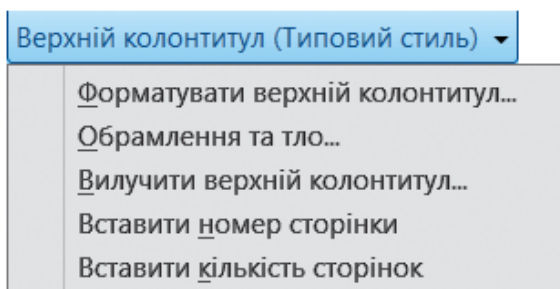 Верхній колонтитул (Типовий стиль)
Форматувати верхній колонтитул...
Обрамлення та тло...
Вилучити верхній колонтитул...
Вставити номер сторінки
Вставити кількість сторінок